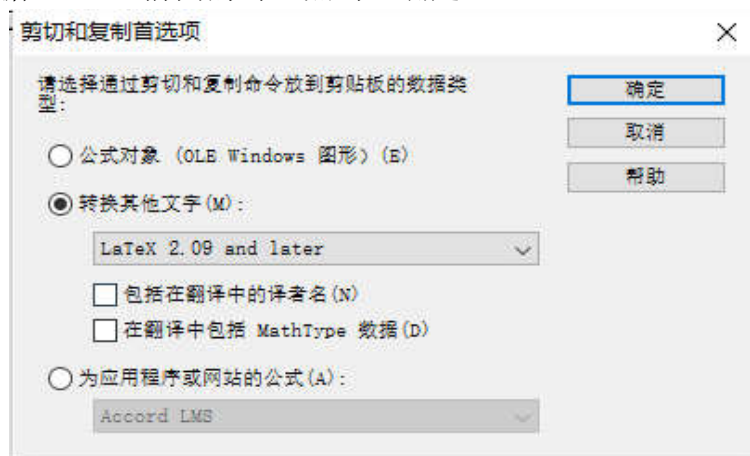 剪切和复制首选项
请选择通过剪切和复制命令放到剪贴板的数据类
型:
确定
取消
帮助
公式对象 (OLE Windows 图形) (E)
转换其他文字(M):
LaTeX 2.09 and later
包括在翻译中的译者名(N)
在翻译中包括 MathType 数据(D)
为应用程序或网站的公式(A):
Accord LMS